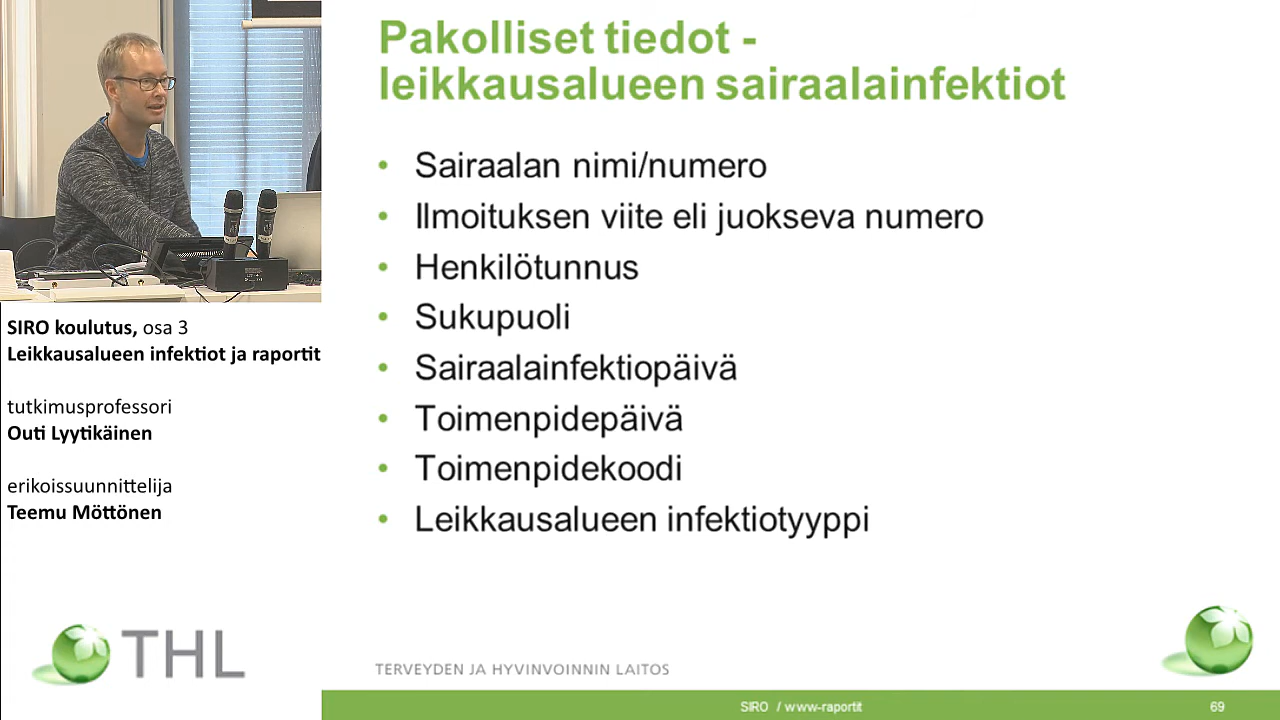 Pakolliset tiedot -
leikkausalueen sairaalainfektiot
• Sairaalan nimi/numero
• Ilmoituksen viite eli juokseva numero
• Henkilötunnus
• Sukupuoli
• Sairaalainfektiopäivä
• Toimenpidepäivä
• Toimenpidekoodi
• Leikkausalueen infektiotyyppi
SIRO koulutus, osa 3
Leikkausalueen infektiot ja raportit
tutkimusprofessori
Outi Lyytikäinen
erikoissuunnittelija
Teemu Möttönen
THL
TERVEYDEN JA HYVINVOINNIN LAITOS
SIRO / www-raportit
69